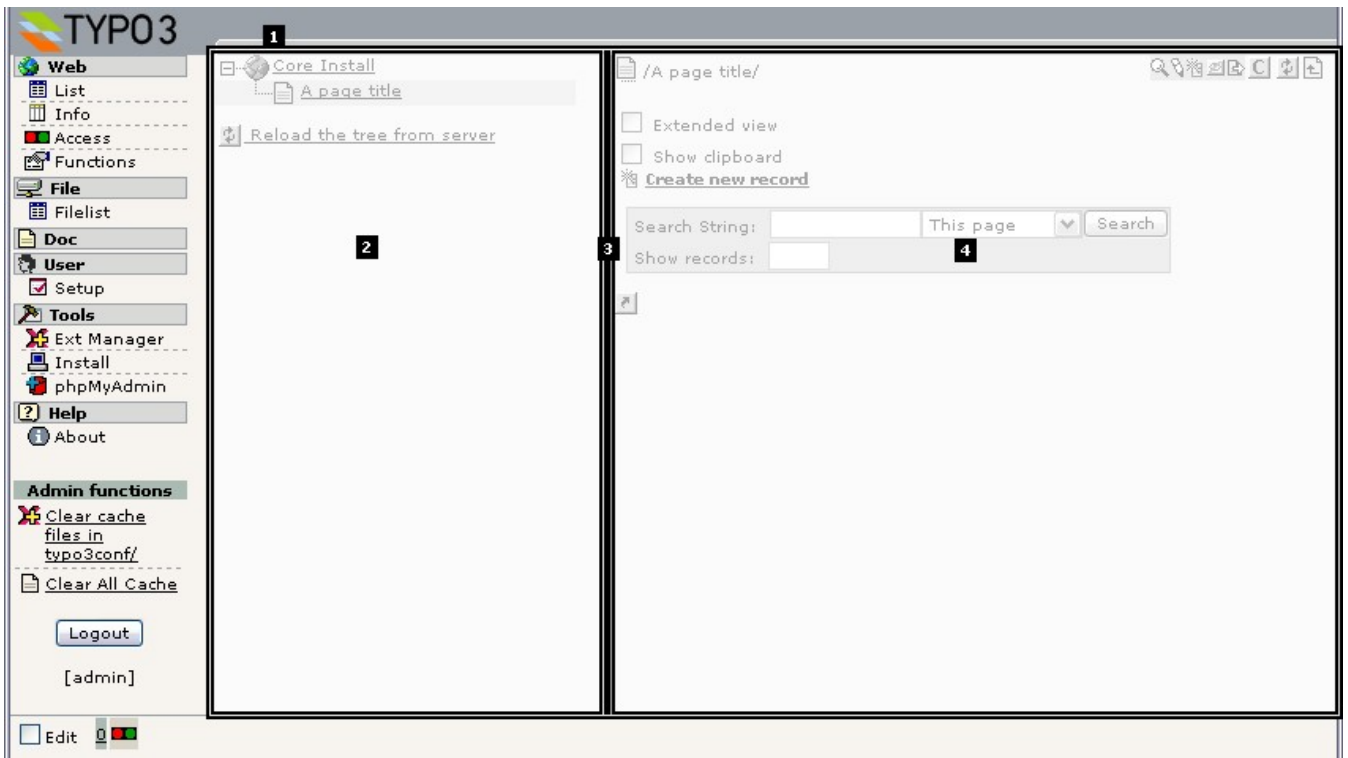 TYPO3
1
Web
List
Info
Access
Functions
File
Filelist
Doc
User
Setup
Tools
Ext Manager
Install
phpMyAdmin
Help
About
Admin functions
Clear cache
files in
typo3conf/
Clear All Cache
Logout
[admin]
Edit 0
Core Install
A page title
Reload the tree from server
2
3
/A page title/
C
Extended view
Show clipboard
Create new record
Search String: This page Search
Show records:
4